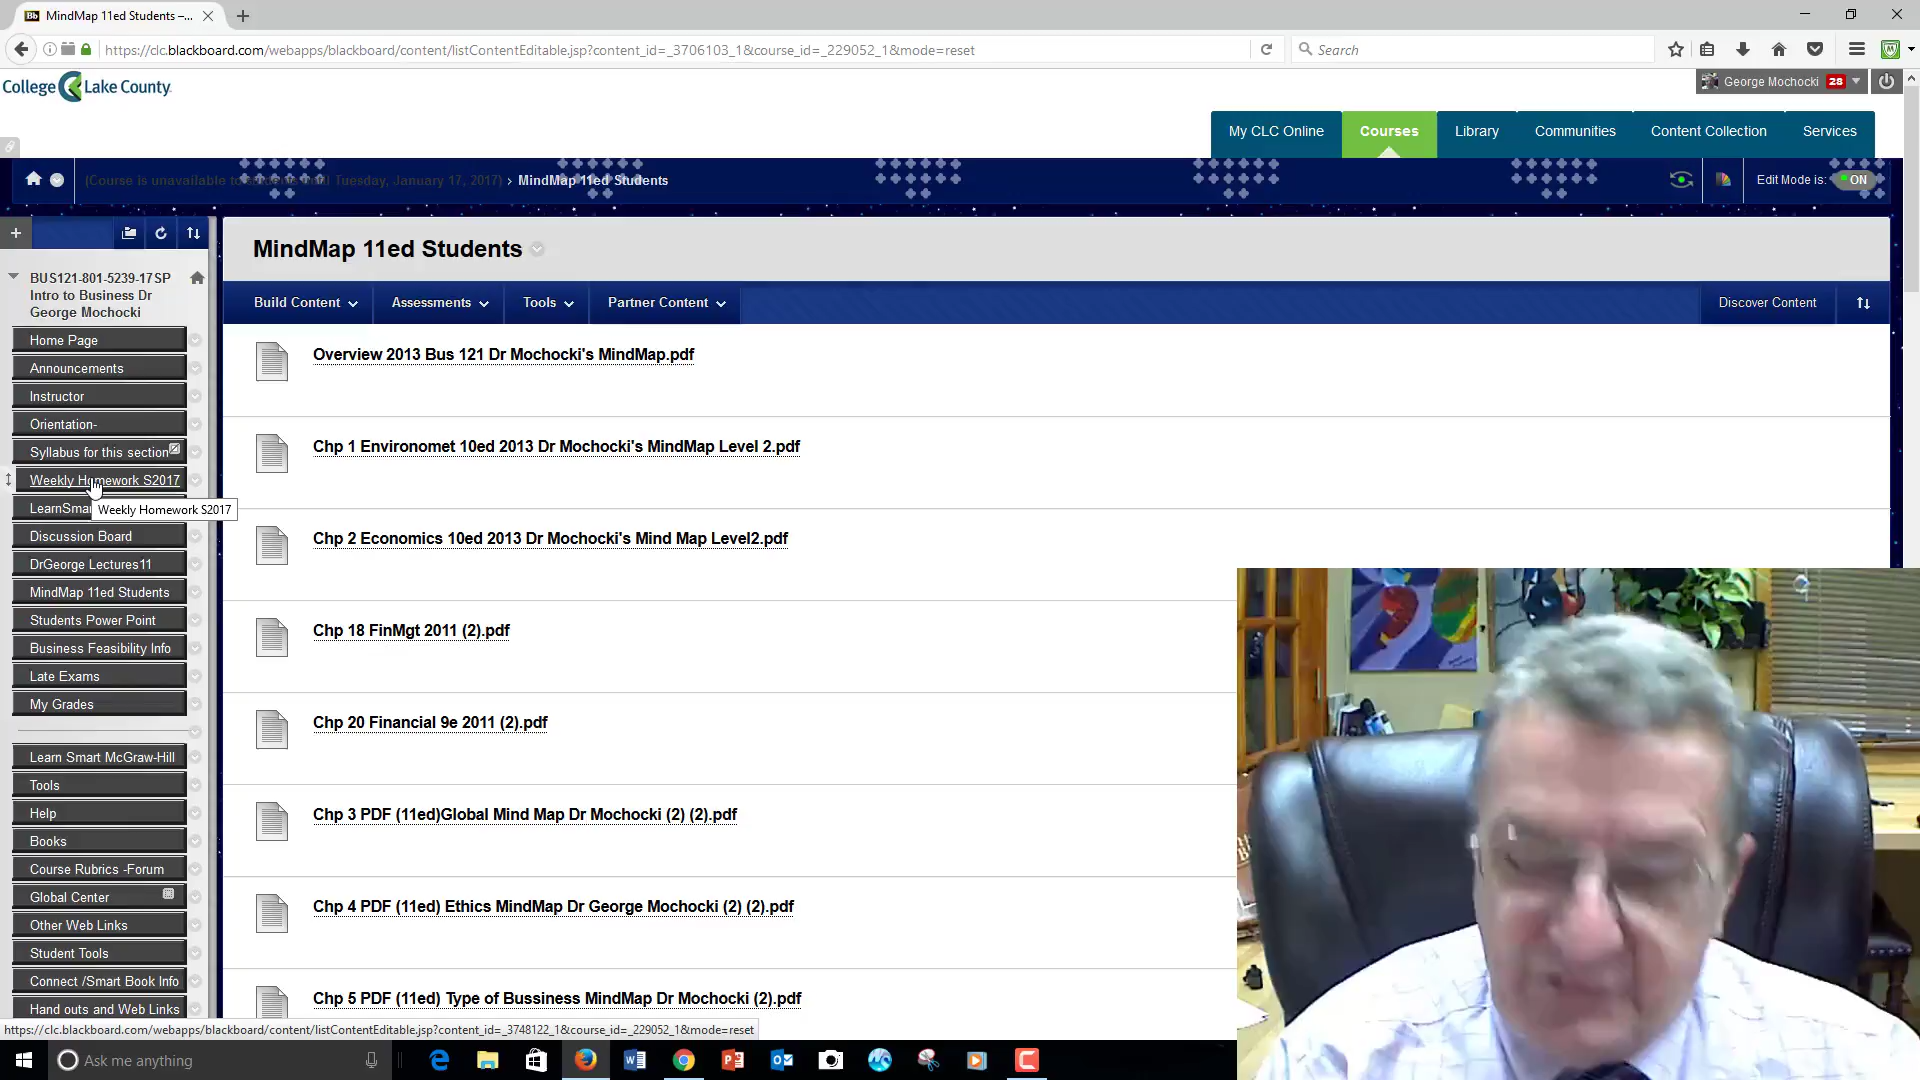 MindMap 11ed Students –...
https://clc.blackboard.com/webapps/blackboard/content/listContentEditable.jsp?content_id=_3706103_1&course_id=_229052_1&mode=reset
Search
College Lake County
George Mochocki 28
My CLC Online
Courses
Library
Communities
Content Collection
Services
(Course is unavailable to students until Tuesday, January 17, 2017) › MindMap 11ed Students
Edit Mode is: ON
BUS121-801-5239-17SP
Intro to Business Dr
George Mochocki
Home Page
Announcements
Instructor
Orientation-
Syllabus for this section
Weekly Homework S2017
Weekly Homework S2017
Discussion Board
DrGeorge Lectures11
MindMap 11ed Students
Students Power Point
Business Feasibility Info
Late Exams
My Grades
Learn Smart McGraw-Hill
Tools
Help
Books
Course Rubrics -Forum
Global Center
Other Web Links
Student Tools
Connect /Smart Book Info
Hand outs and Web Links
MindMap 11ed Students
Build Content
Assessments
Tools
Partner Content
Discover Content
Overview 2013 Bus 121 Dr Mochocki's MindMap.pdf
Chp 1 Environomet 10ed 2013 Dr Mochocki's MindMap Level 2.pdf
Chp 2 Economics 10ed 2013 Dr Mochocki's Mind Map Level2.pdf
Chp 18 FinMgt 2011 (2).pdf
Chp 20 Financial 9e 2011 (2).pdf
Chp 3 PDF (11ed)Global Mind Map Dr Mochocki (2) (2).pdf
Chp 4 PDF (11ed) Ethics MindMap Dr George Mochocki (2) (2).pdf
Chp 5 PDF (11ed) Type of Bussiness MindMap Dr Mochocki (2).pdf
https://clc.blackboard.com/webapps/blackboard/content/listContentEditable.jsp?content_id=_3748122_1&course_id=_229052_1&mode=reset
Ask me anything